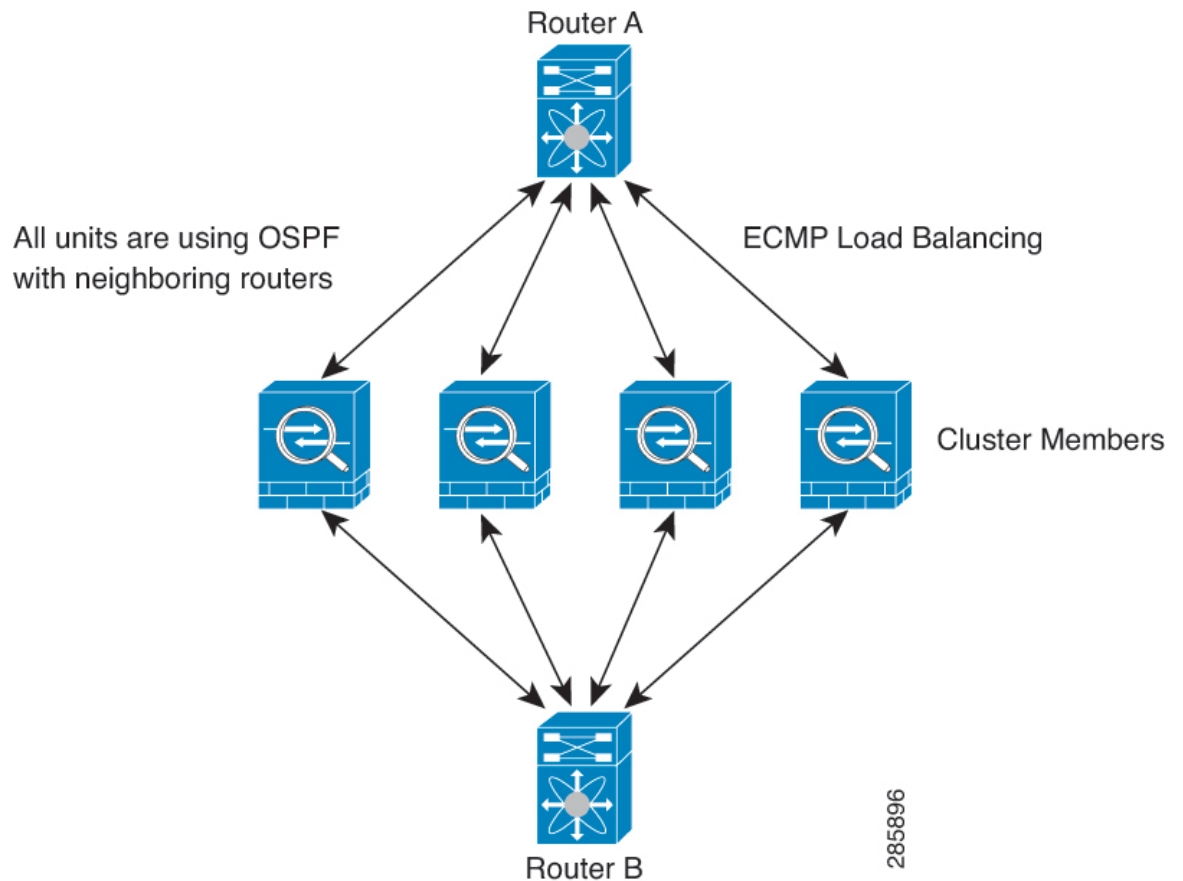 Router A
All units are using OSPF
with neighboring routers
ECMP Load Balancing
Cluster Members
Router B
285896